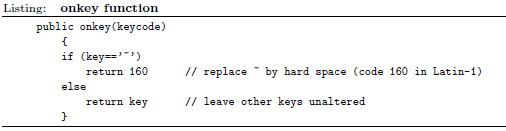 Listing: onkey function
public onkey(keycode)
{
if (key=='~')
return 160 // replace ~ by hard space (code 160 in Latin-1)
else
return key // leave other keys unaltered
}